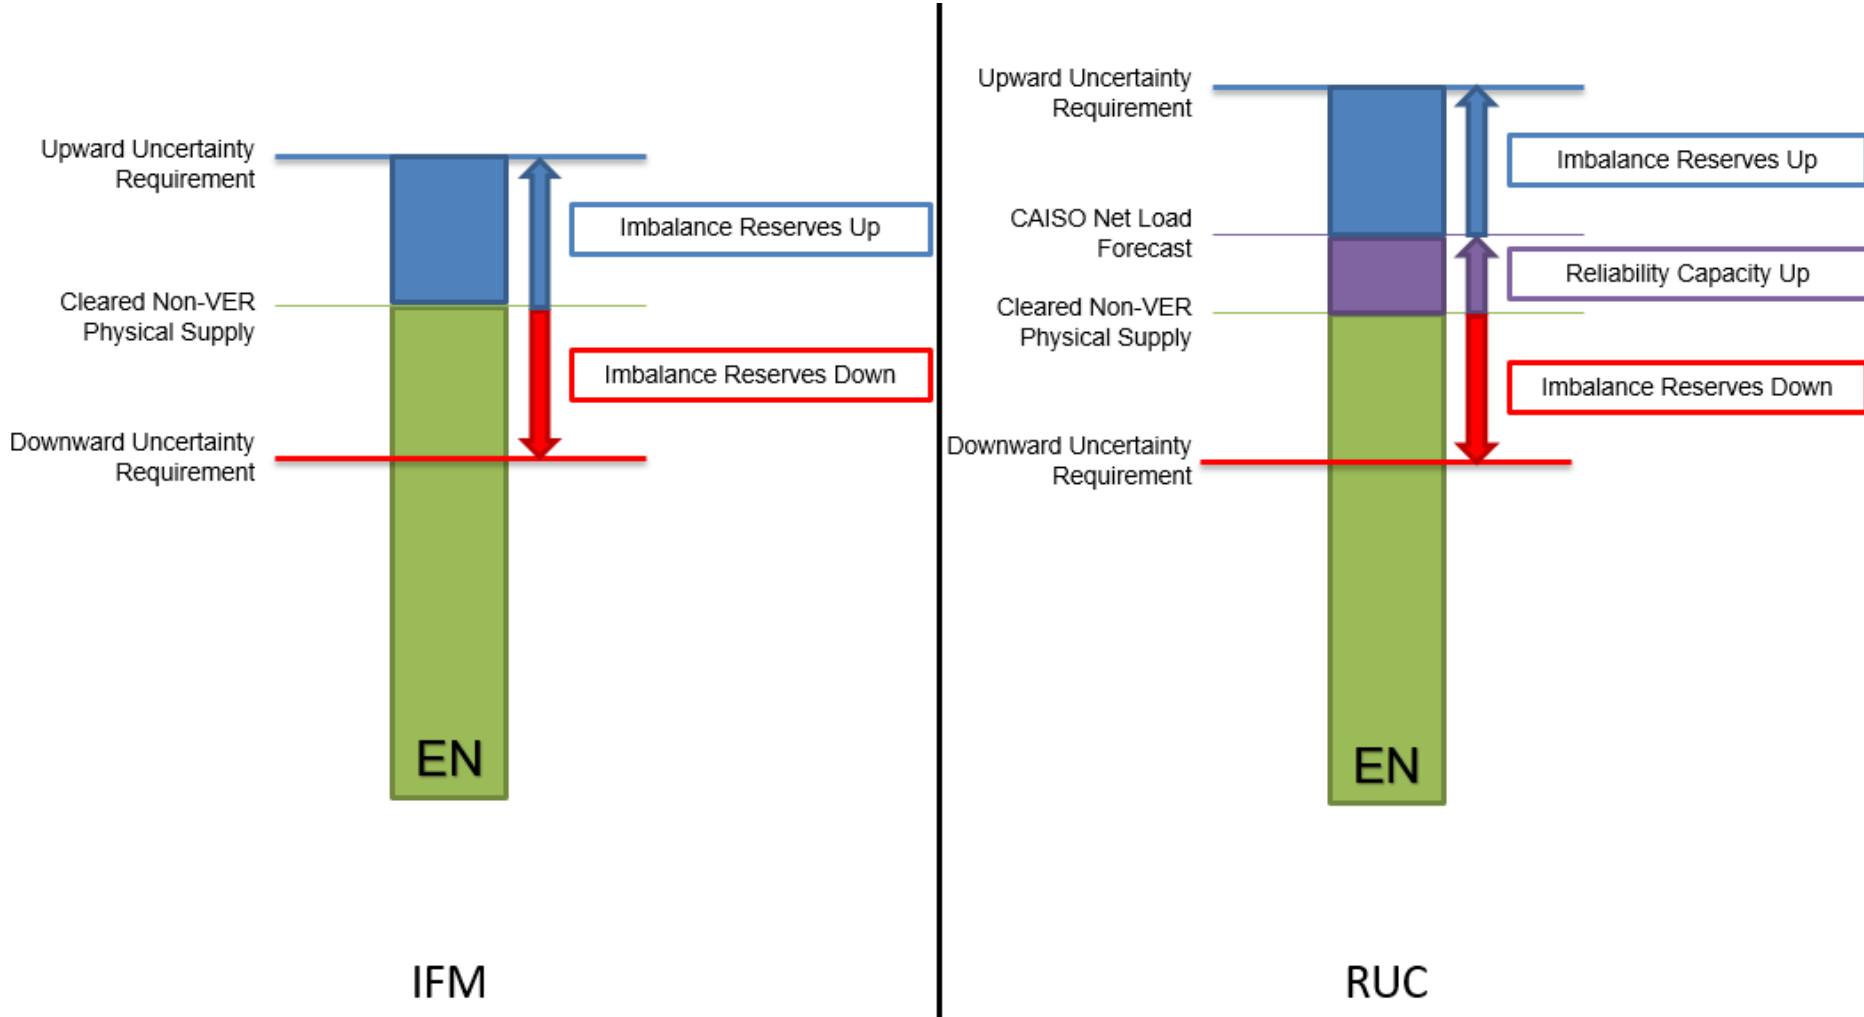 Upward Uncertainty
Requirement
Imbalance Reserves Up
Cleared Non-VER
Physical Supply
Imbalance Reserves Down
Downward Uncertainty
Requirement
EN
IFM
Upward Uncertainty
Requirement
Imbalance Reserves Up
CAISO Net Load
Forecast
Reliability Capacity Up
Cleared Non-VER
Physical Supply
Imbalance Reserves Down
Downward Uncertainty
Requirement
EN
RUC